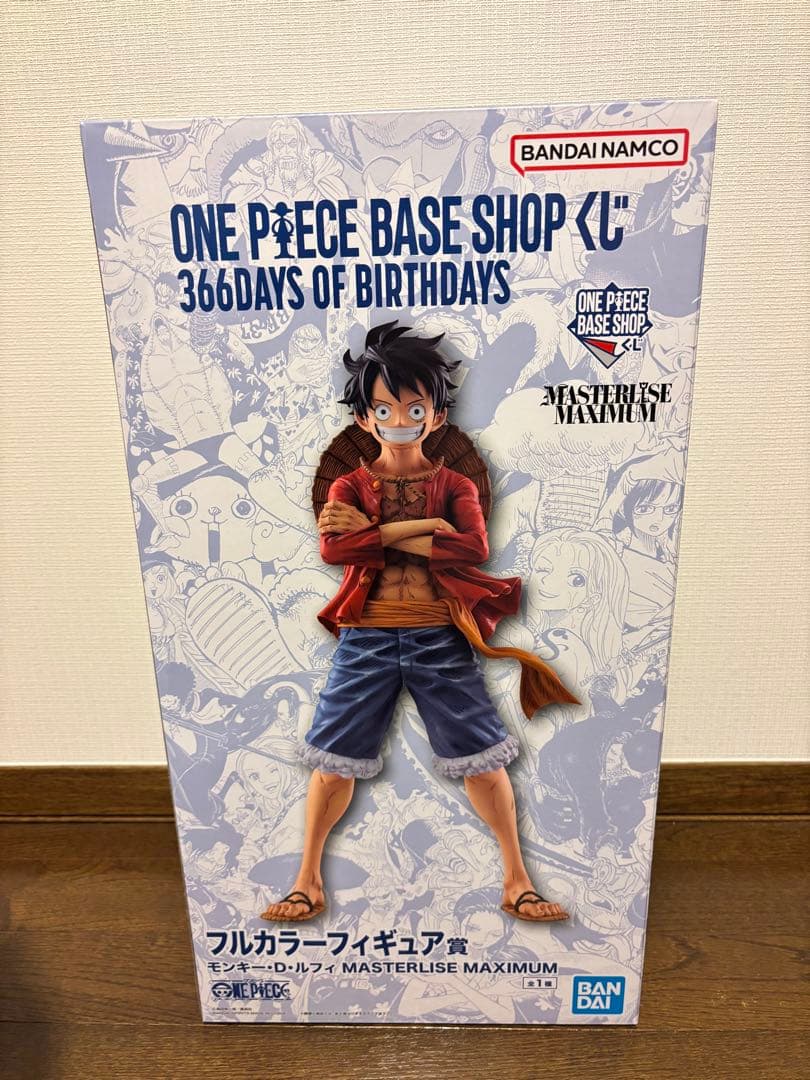 BANDAI NAMCO
ONE PIECE BASE SHOP くじ
366DAYS OF BIRTHDAYS
ONE PIECE
BASE SHOP
くじ
MASTERLISE
MAXIMUM
フルカラーフィギュア賞
モンキー・D・ルフィ MASTERLISE MAXIMUM
全1種
ONE PIECE
BAN
DAI